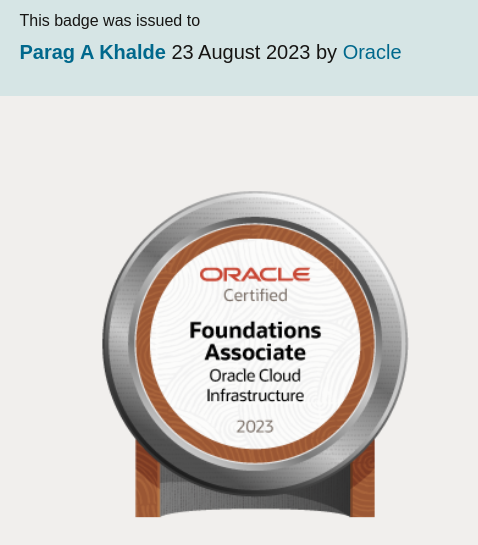 This badge was issued to
Parag A Khalde 23 August 2023 by Oracle
ORACLE
Certified
Foundations
Associate
Oracle Cloud
Infrastructure
2023